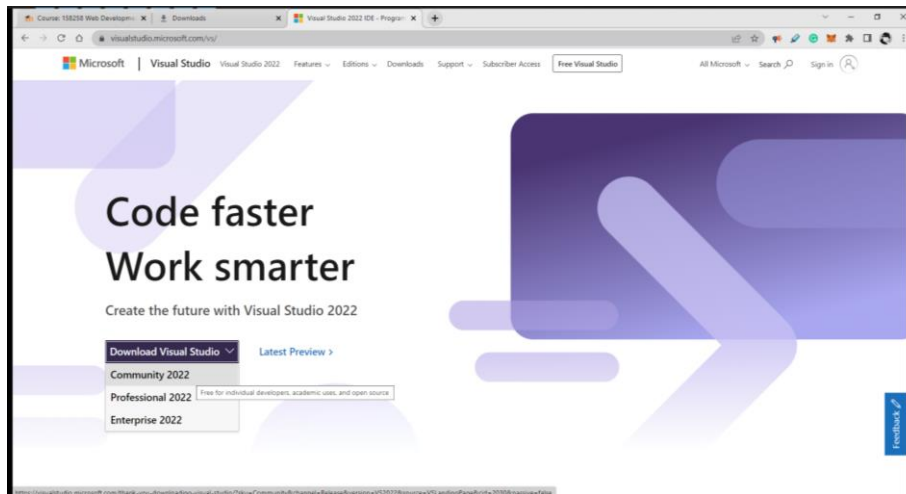 Course: 158258 Web Developm
Downloads
Visual Studio 2022 IDE - Program
visualstudio.microsoft.com/vs/
Microsoft | Visual Studio Visual Studio 2022 Features Editions Downloads Support Subscriber Access Free Visual Studio All Microsoft Search Sign in
Code faster
Work smarter
Create the future with Visual Studio 2022
Download Visual Studio Latest Preview >
Community 2022
Professional 2022 Free for individual developers, academic uses, and open source
Enterprise 2022
Feedback